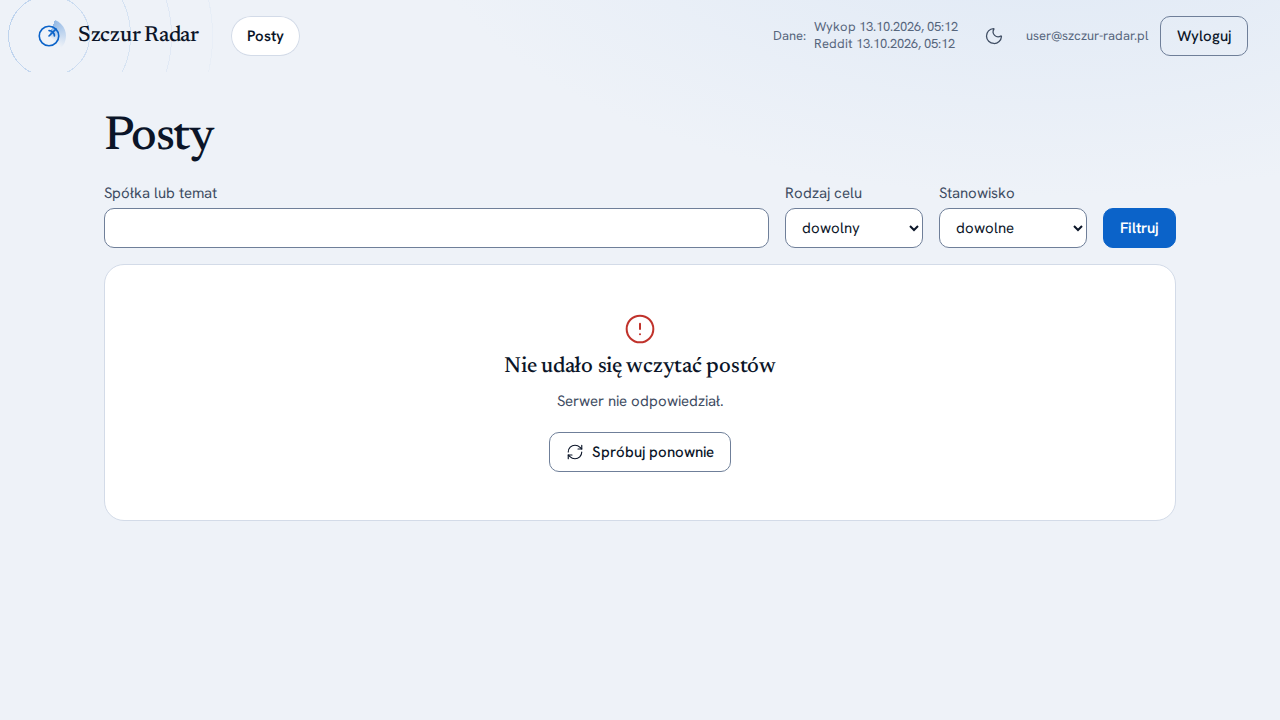 Szczur Radar
Posty
Dane:
Wykop 13.10.2026, 05:12
Reddit 13.10.2026, 05:12
user@szczur-radar.pl
Wyloguj
Posty
Spółka lub temat
Rodzaj celu
Stanowisko
dowolny
dowolne
Filtruj
Nie udało się wczytać postów
Serwer nie odpowiedział.
Spróbuj ponownie